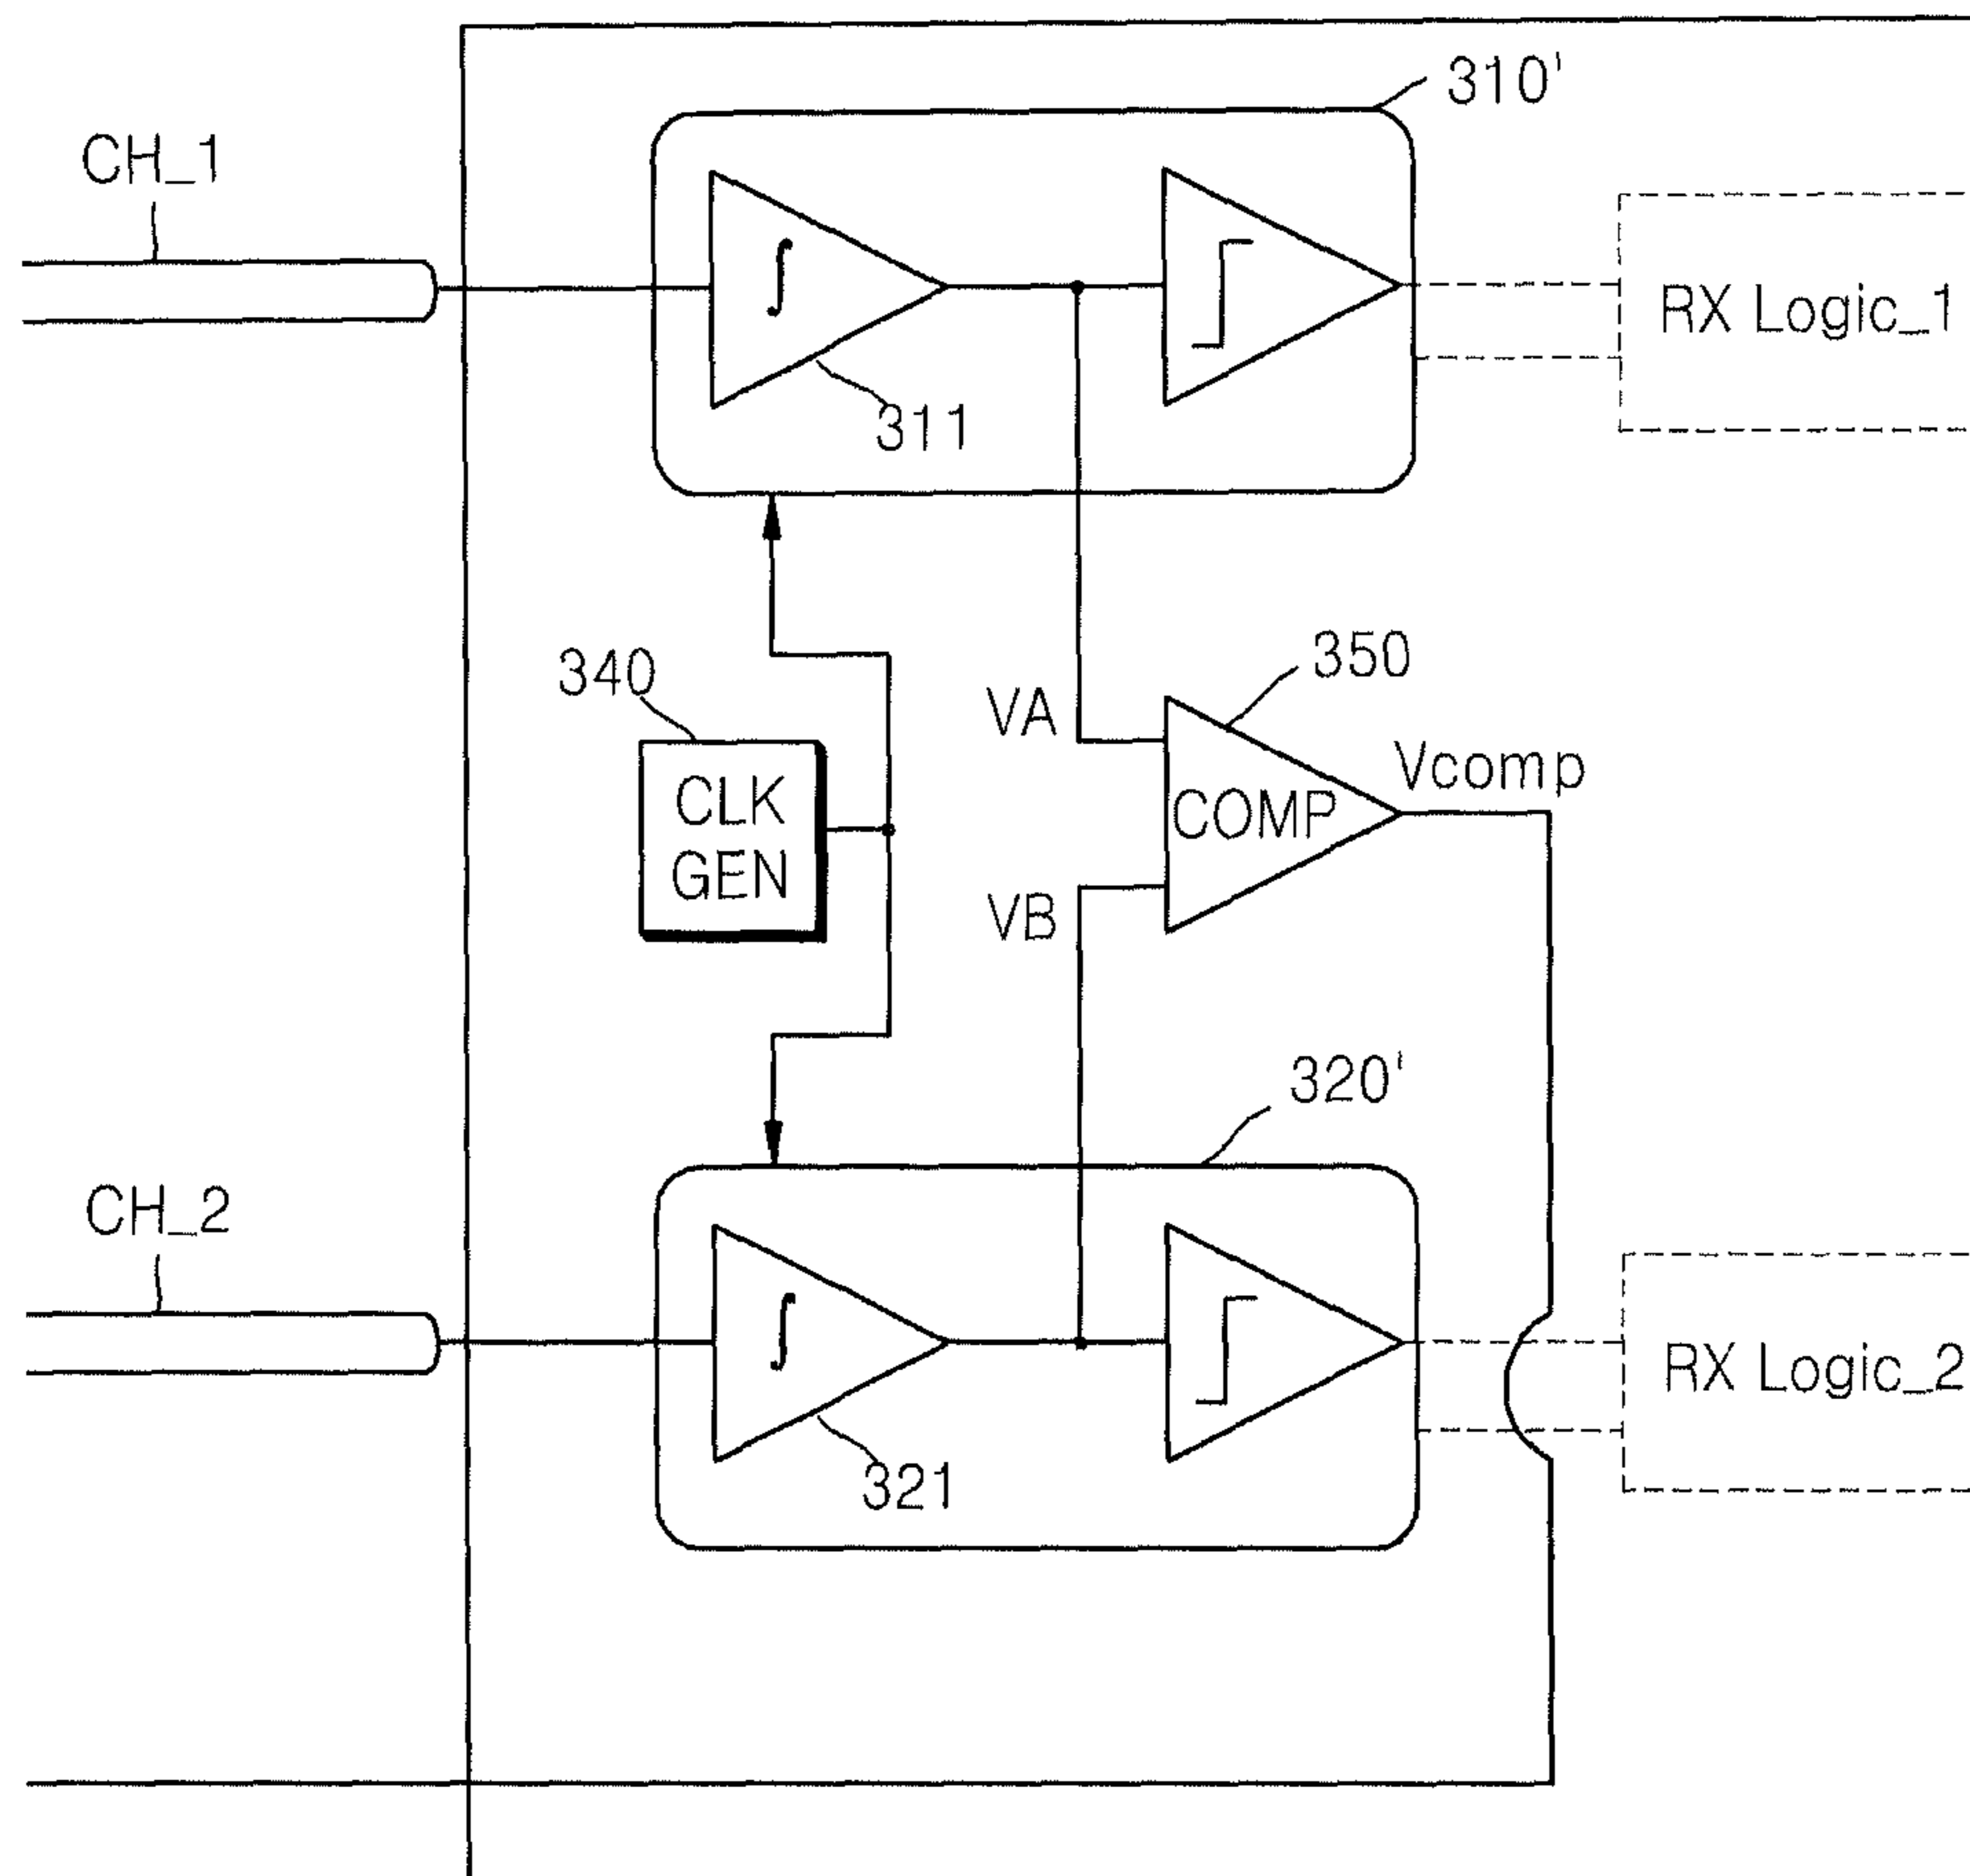 310'
CH_1
RX Logic_1
311
340
350
VA
Vcomp
CLK
GEN
COMP
VB
320'
CH_2
RX Logic_2
321